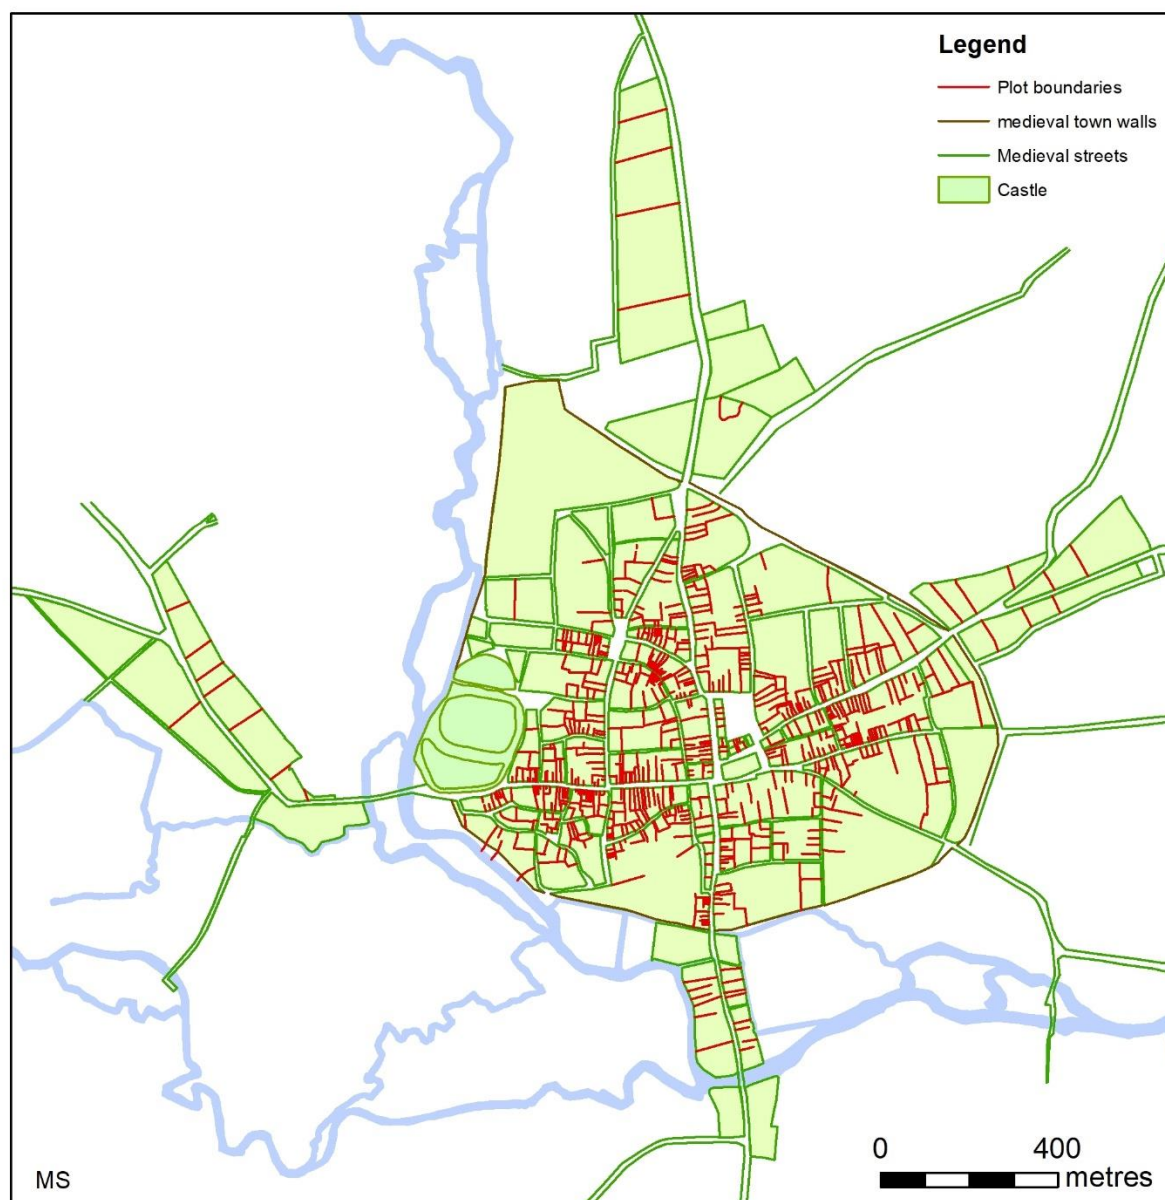 Legend
Plot boundaries
medieval town walls
Medieval streets
Castle
0 400
metres
MS